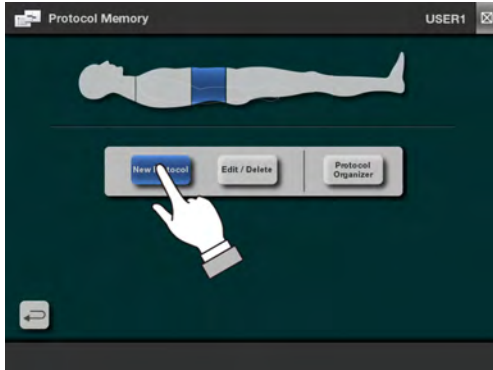 Protocol Memory
USER1
New Protocol
Edit / Delete
Protocol
Organizer